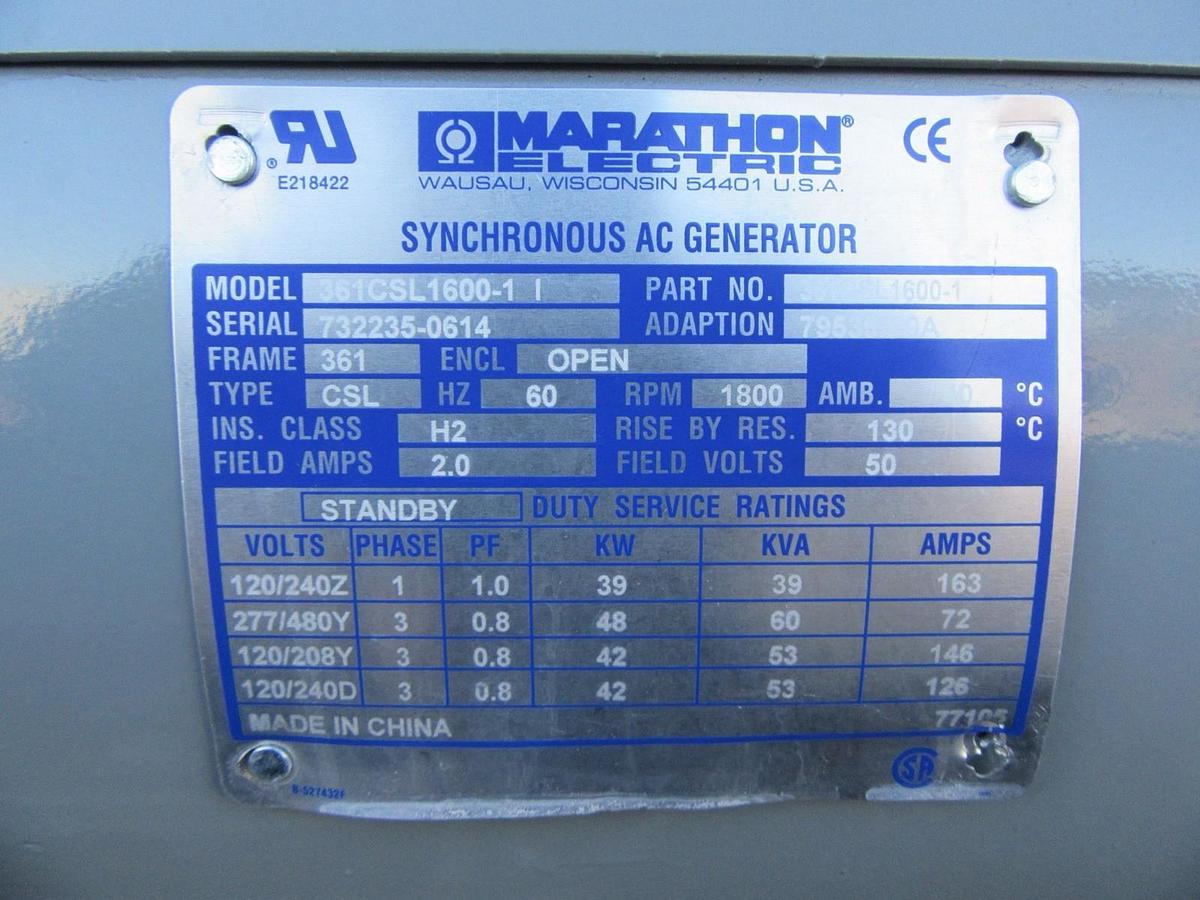 RU
E218422
MARATHON®
ELECTRIC
WAUSAU, WISCONSIN 54401 U.S.A.
CE
SYNCHRONOUS AC GENERATOR
MODEL 361CSL1600-1 I PART NO.
SERIAL 732235-0614 ADAPTION
FRAME 361 ENCL OPEN
TYPE CSL HZ 60 RPM 1800 AMB. °C
INS. CLASS H2 RISE BY RES. 130 °C
FIELD AMPS 2.0 FIELD VOLTS 50
STANDBY DUTY SERVICE RATINGS
VOLTS PHASE PF KW KVA AMPS
120/240Z 1 1.0 39 39 163
277/480Y 3 0.8 48 60 72
120/208Y 3 0.8 42 53 146
120/240D 3 0.8 42 53 126
MADE IN CHINA
B-527432F